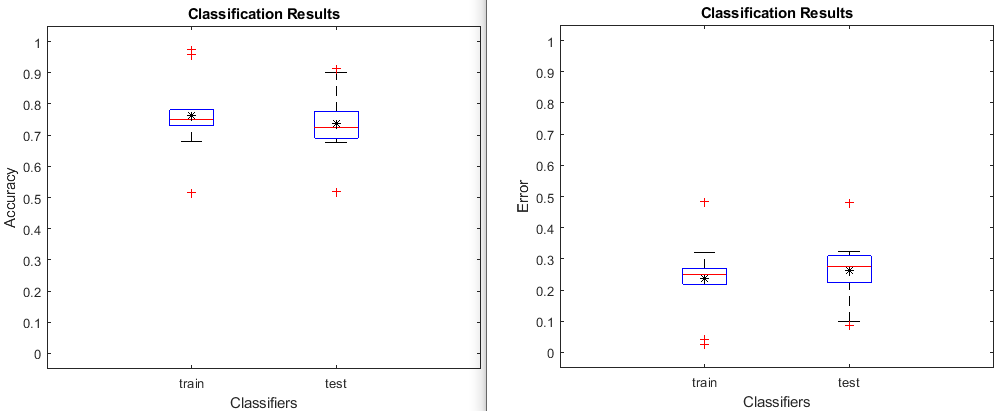 Classification Results
1
0.9
0.8
0.7
0.6
0.5
0.4
0.3
0.2
0.1
0
Accuracy
train test
Classifiers
Classification Results
1
0.9
0.8
0.7
0.6
0.5
0.4
0.3
0.2
0.1
0
Error
train test
Classifiers